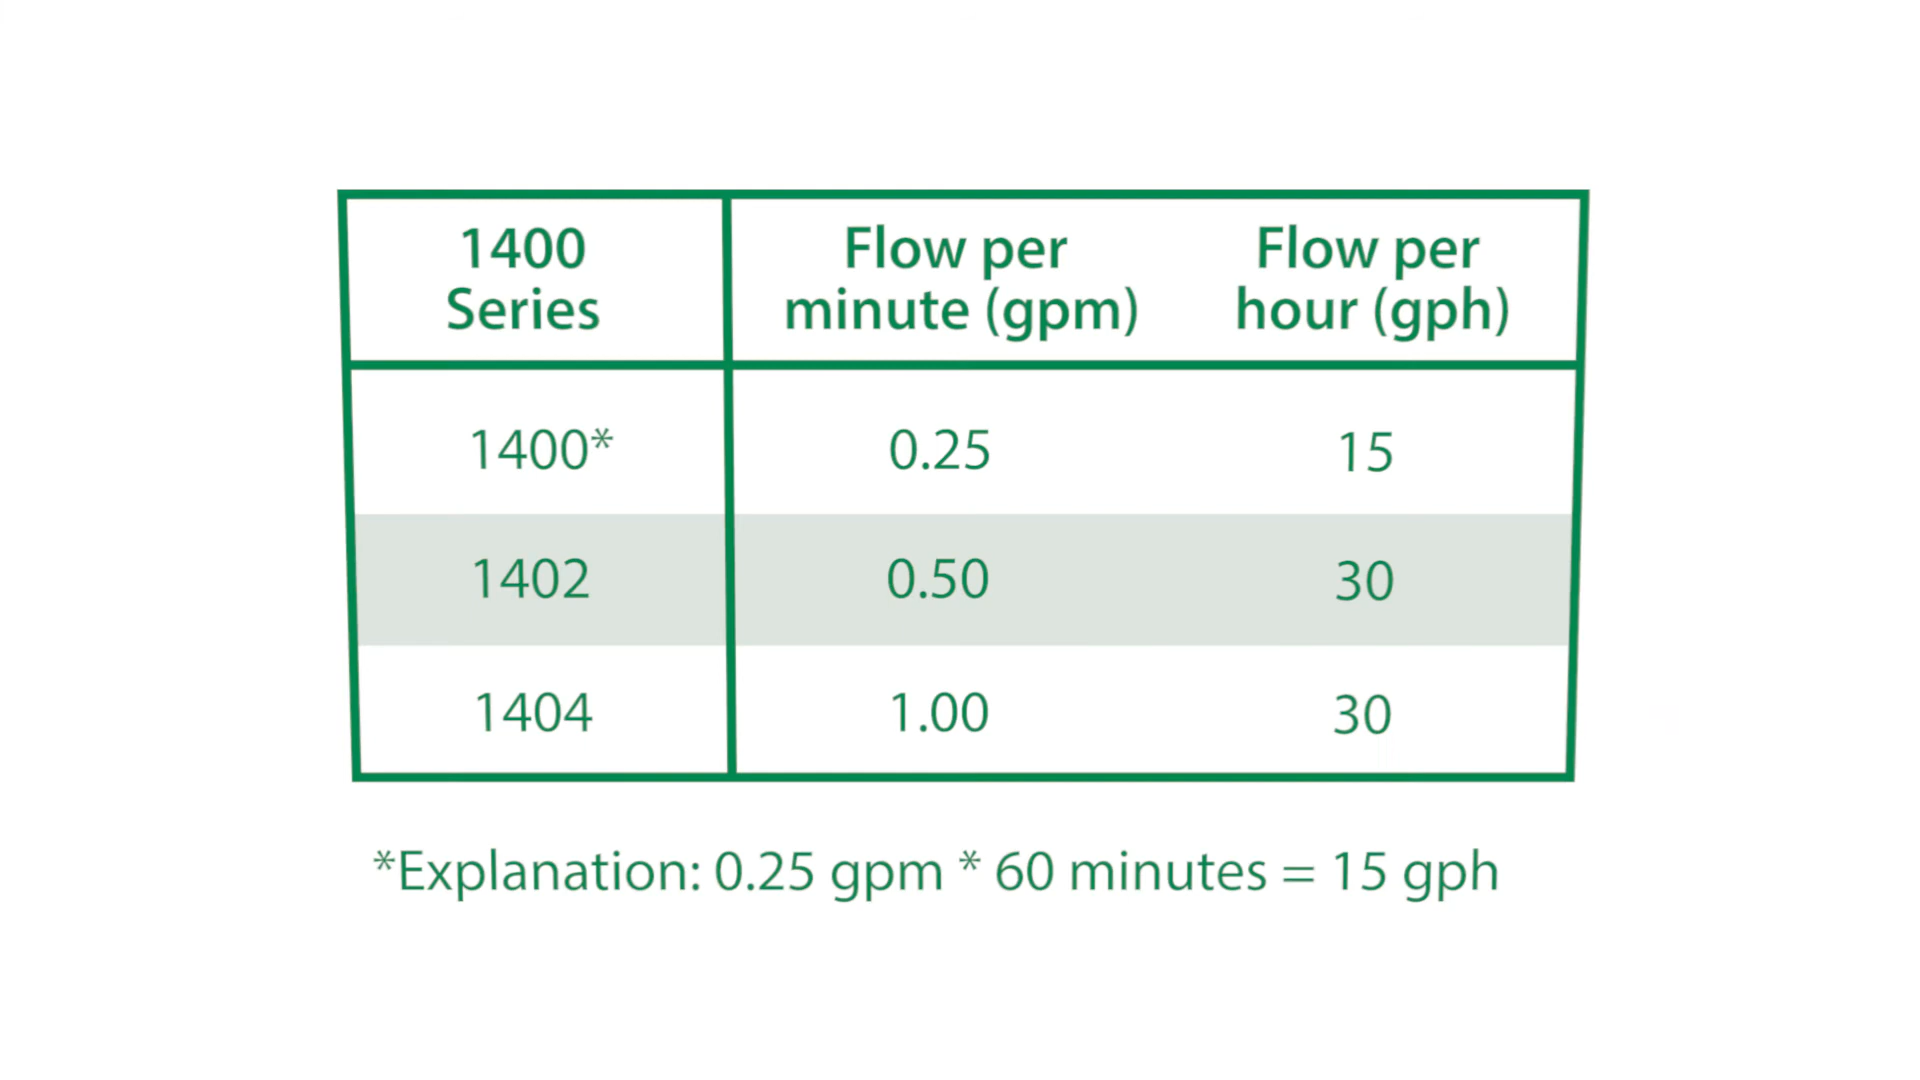 1400 Flow per Flow per
Series minute (gpm) hour (gph)
1400* 0.25 15
1402 0.50 30
1404 1.00 30
*Explanation: 0.25 gpm * 60 minutes = 15 gph